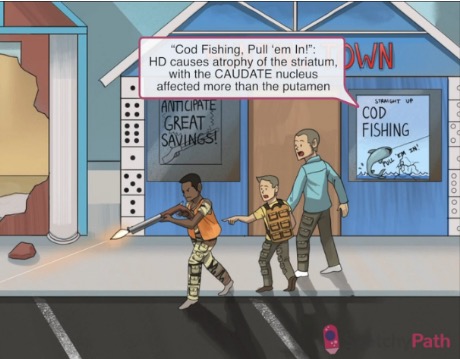 "Cod Fishing, Pull 'em In!":
HD causes atrophy of the striatum,
with the CAUDATE nucleus
affected more than the putamen
OWN
ANTICIPATE
GREAT
SAVINGS!
STRAIGHT UP
COD
FISHING
PULL 'EM IN!
Path